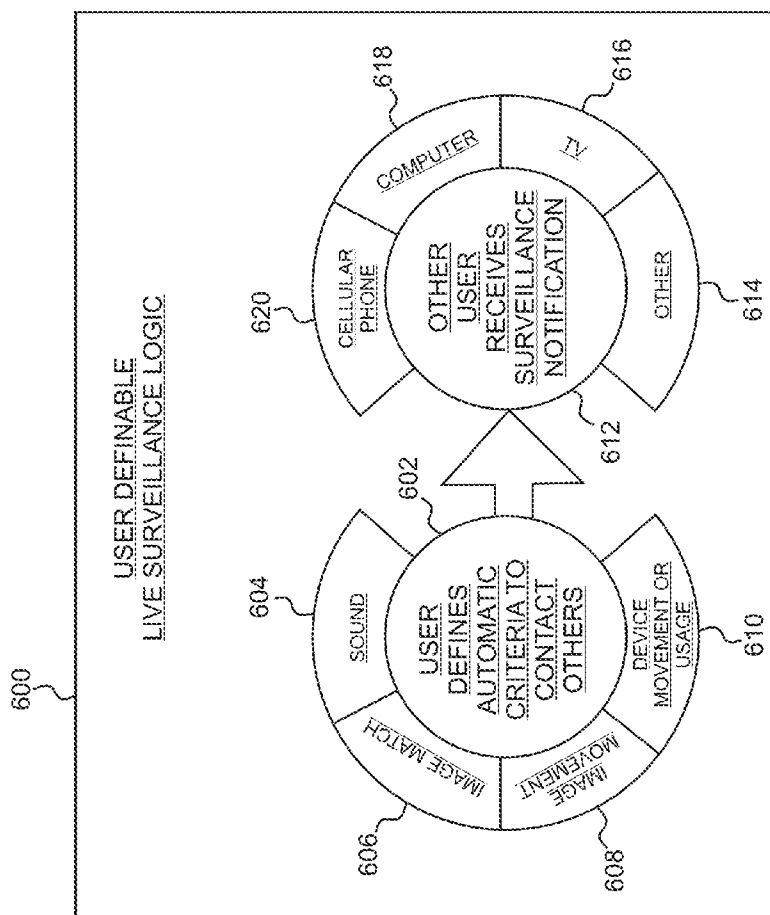 600
USER DEFINABLE
LIVE SURVEILLANCE LOGIC
604
SOUND
606
IMAGE MATCH
608
IMAGE
MOVEMENT
610
DEVICE
MOVEMENT OR
USAGE
602
USER
DEFINES
AUTOMATIC
CRITERIA TO
CONTACT
OTHERS
620
CELLULAR
PHONE
618
COMPUTER
616
TV
614
OTHER
612
OTHER
USER
RECEIVES
SURVEILLANCE
NOTIFICATION